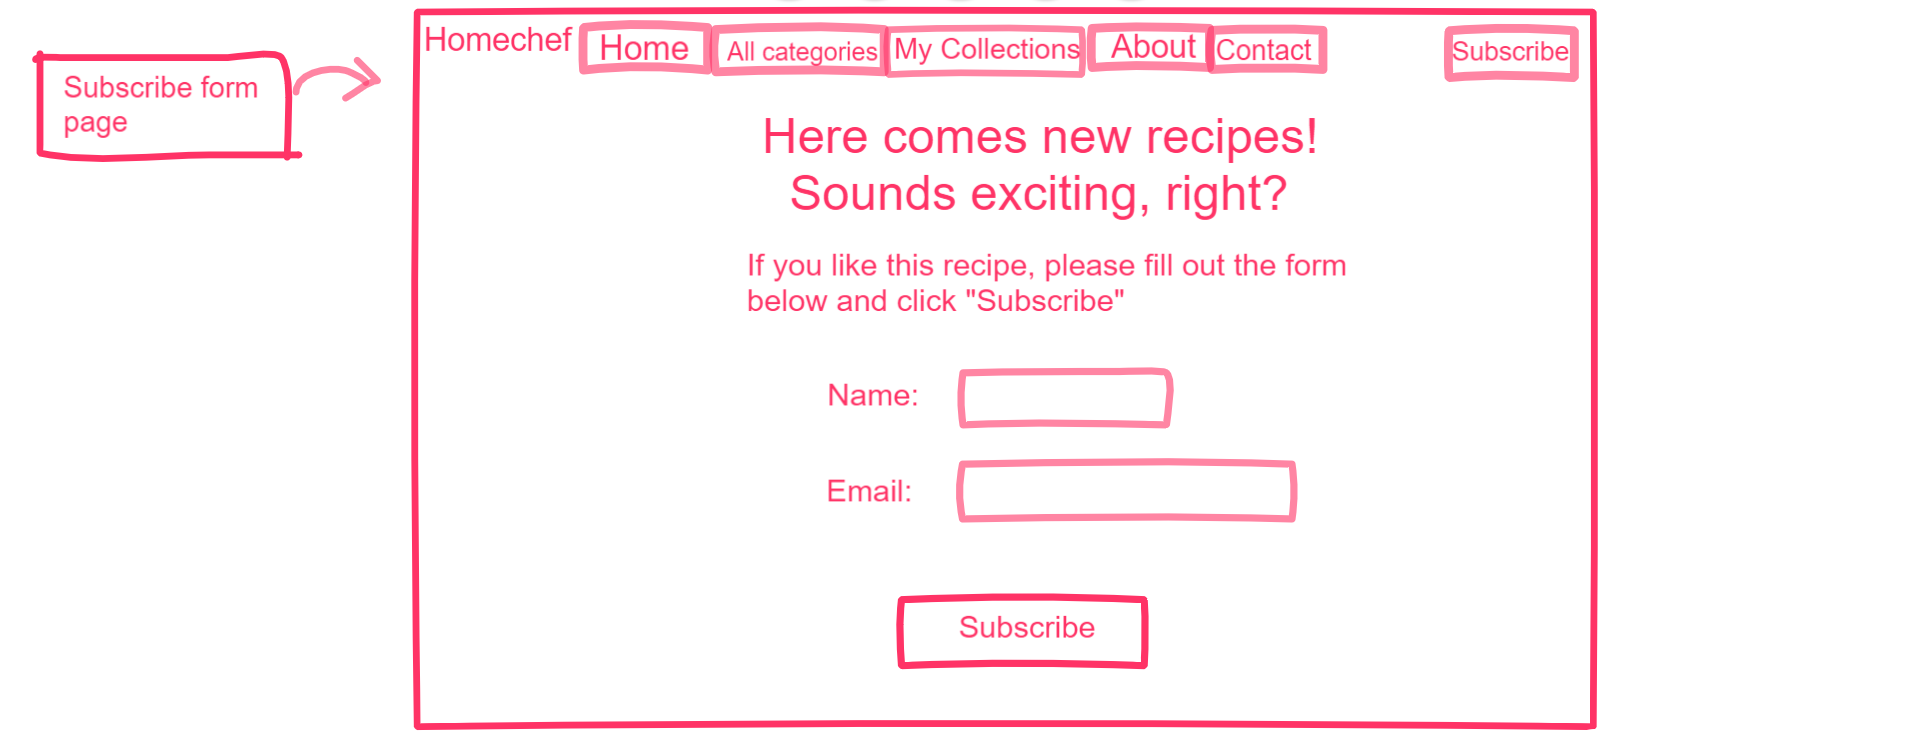 Subscribe form
page
Homechef
Home
All categories
My Collections
About
Contact
Subscribe
Here comes new recipes!
Sounds exciting, right?
If you like this recipe, please fill out the form
below and click "Subscribe"
Name:
Email:
Subscribe